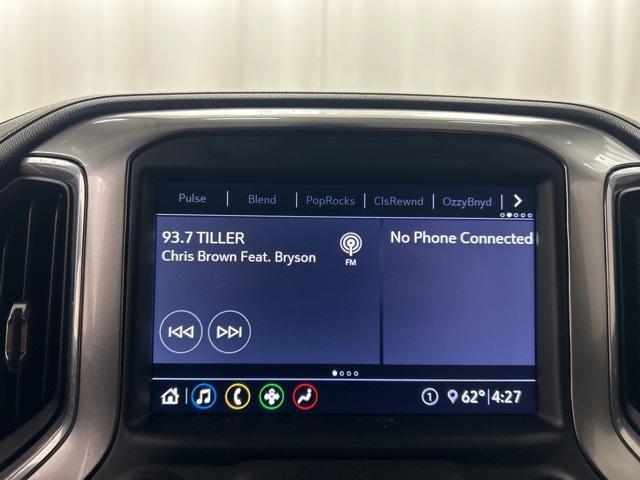 Pulse | Blend | PopRocks | ClsRewnd | OzzyBnyd |
93.7 TILLER
Chris Brown Feat. Bryson
FM
No Phone Connected
1 62° 4:27